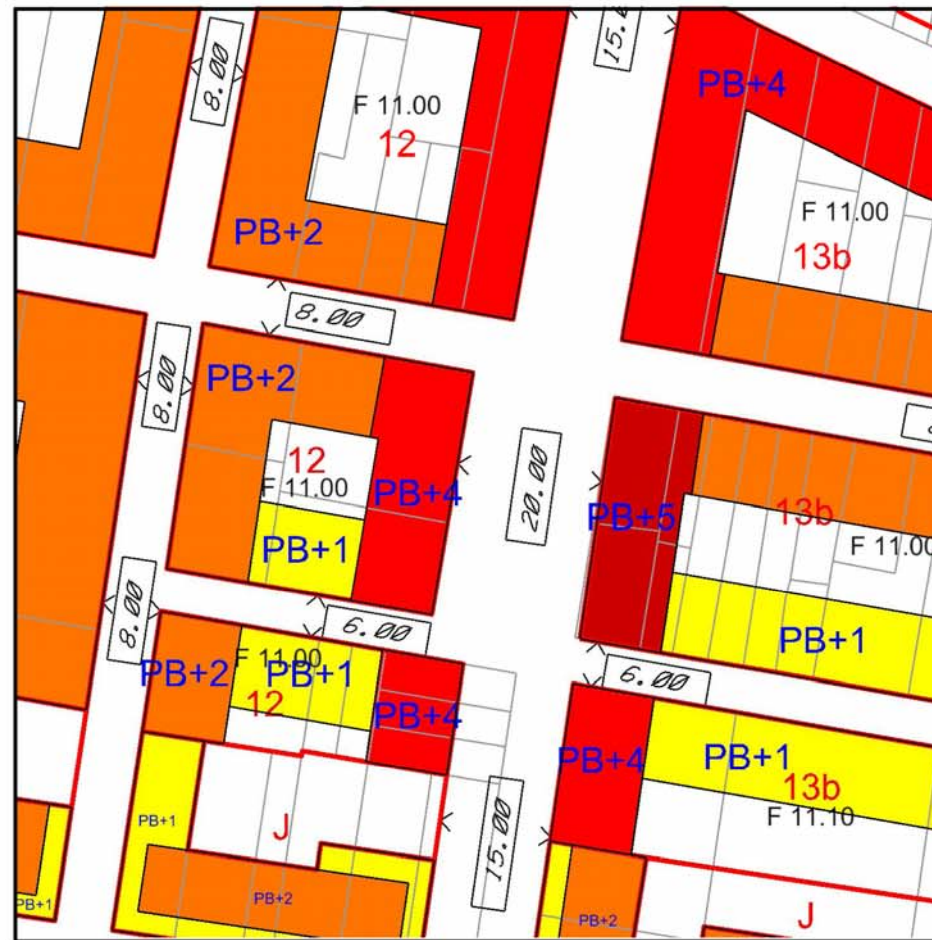 15.0
8.00
PB+4
F 11.00
12
F 11.00
PB+2
13b
8.00
8.00
PB+2
12
F 11.00
PB+4
20.00
PB+5
13b
F 11.00
PB+1
8.00
6.00
PB+1
F 11.00
PB+1
PB+2
12
PB+4
6.00
PB+4
PB+1
13b
F 11.10
PB+1
J
15.00
PB+2
PB+1
PB+2
J